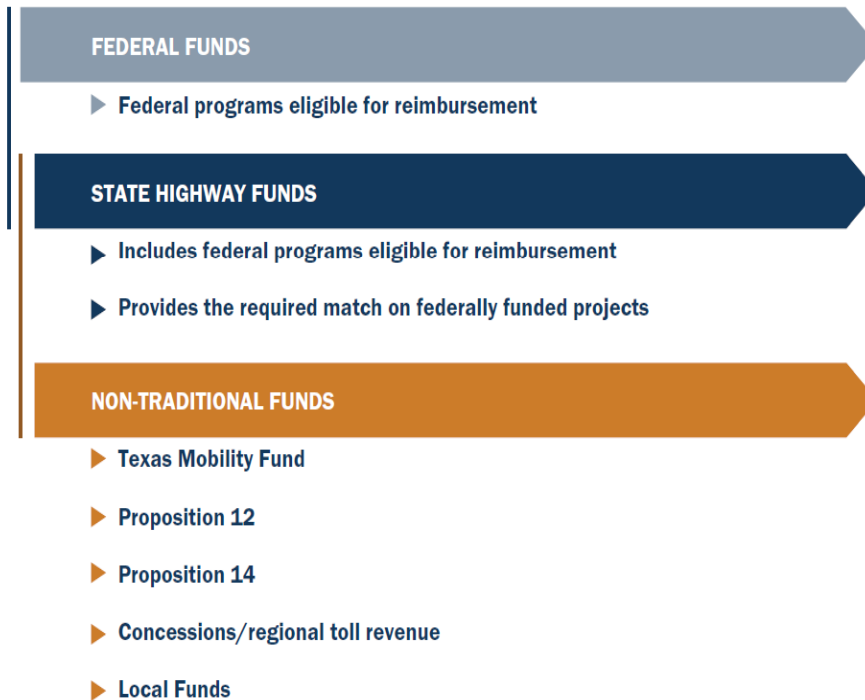 FEDERAL FUNDS
Federal programs eligible for reimbursement
STATE HIGHWAY FUNDS
Includes federal programs eligible for reimbursement
Provides the required match on federally funded projects
NON-TRADITIONAL FUNDS
Texas Mobility Fund
Proposition 12
Proposition 14
Concessions/regional toll revenue
Local Funds